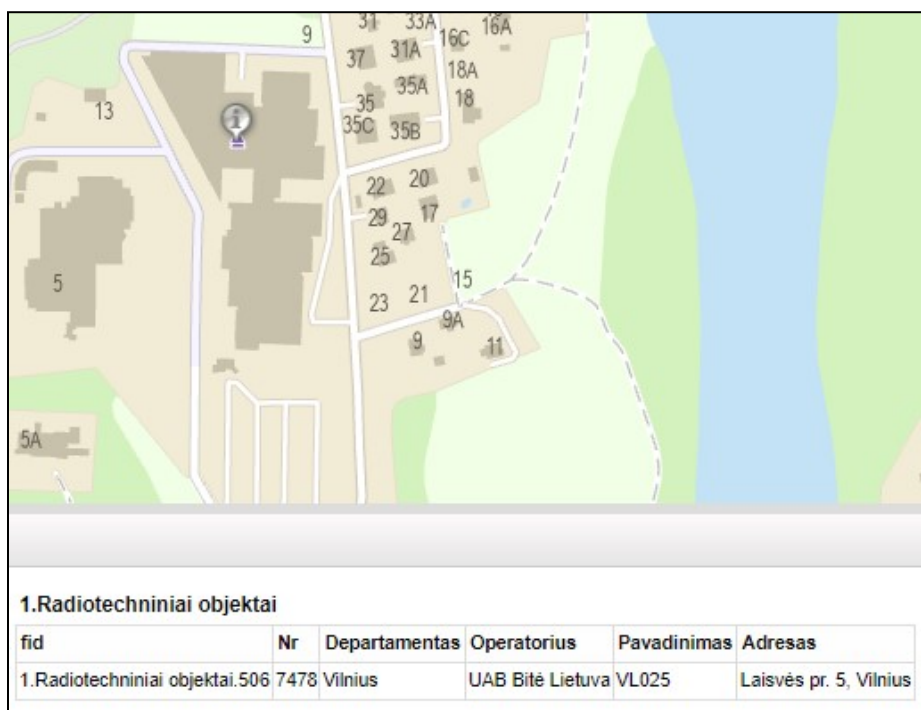 31
33A
16C
16A
9
37
31A
18A
35A
18
35
13
35C
35B
22
20
29
17
27
25
5
15
23
21
9A
9
11
5A
1.Radiotechniniai objektai
fid Nr Departamentas Operatorius Pavadinimas Adresas
1.Radiotechniniai objektai.506 7478 Vilnius UAB Bitė Lietuva VL025 Laisvės pr. 5, Vilnius